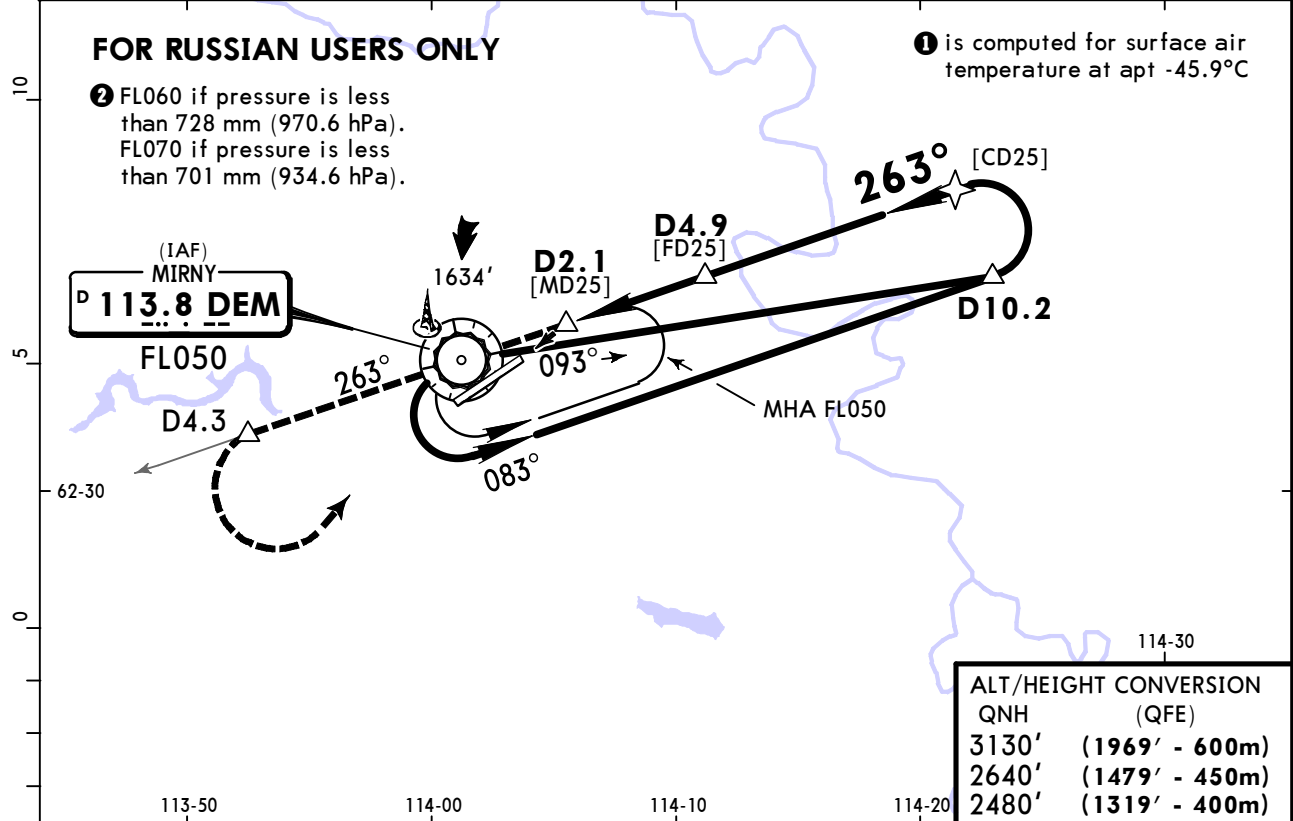 FOR RUSSIAN USERS ONLY
❷ FL060 if pressure is less
than 728 mm (970.6 hPa).
FL070 if pressure is less
than 701 mm (934.6 hPa).
❶ is computed for surface air
temperature at apt -45.9°C
10
5
0
263°
[CD25]
D4.9
[FD25]
D2.1
[MD25]
D10.2
1634'
(IAF)
MIRNY
D 113.8 DEM
FL050
263°
D4.3
093°
083°
MHA FL050
62-30
114-30
113-50
114-00
114-10
114-20
ALT/HEIGHT CONVERSION
QNH (QFE)
3130' (1969' - 600m)
2640' (1479' - 450m)
2480' (1319' - 400m)